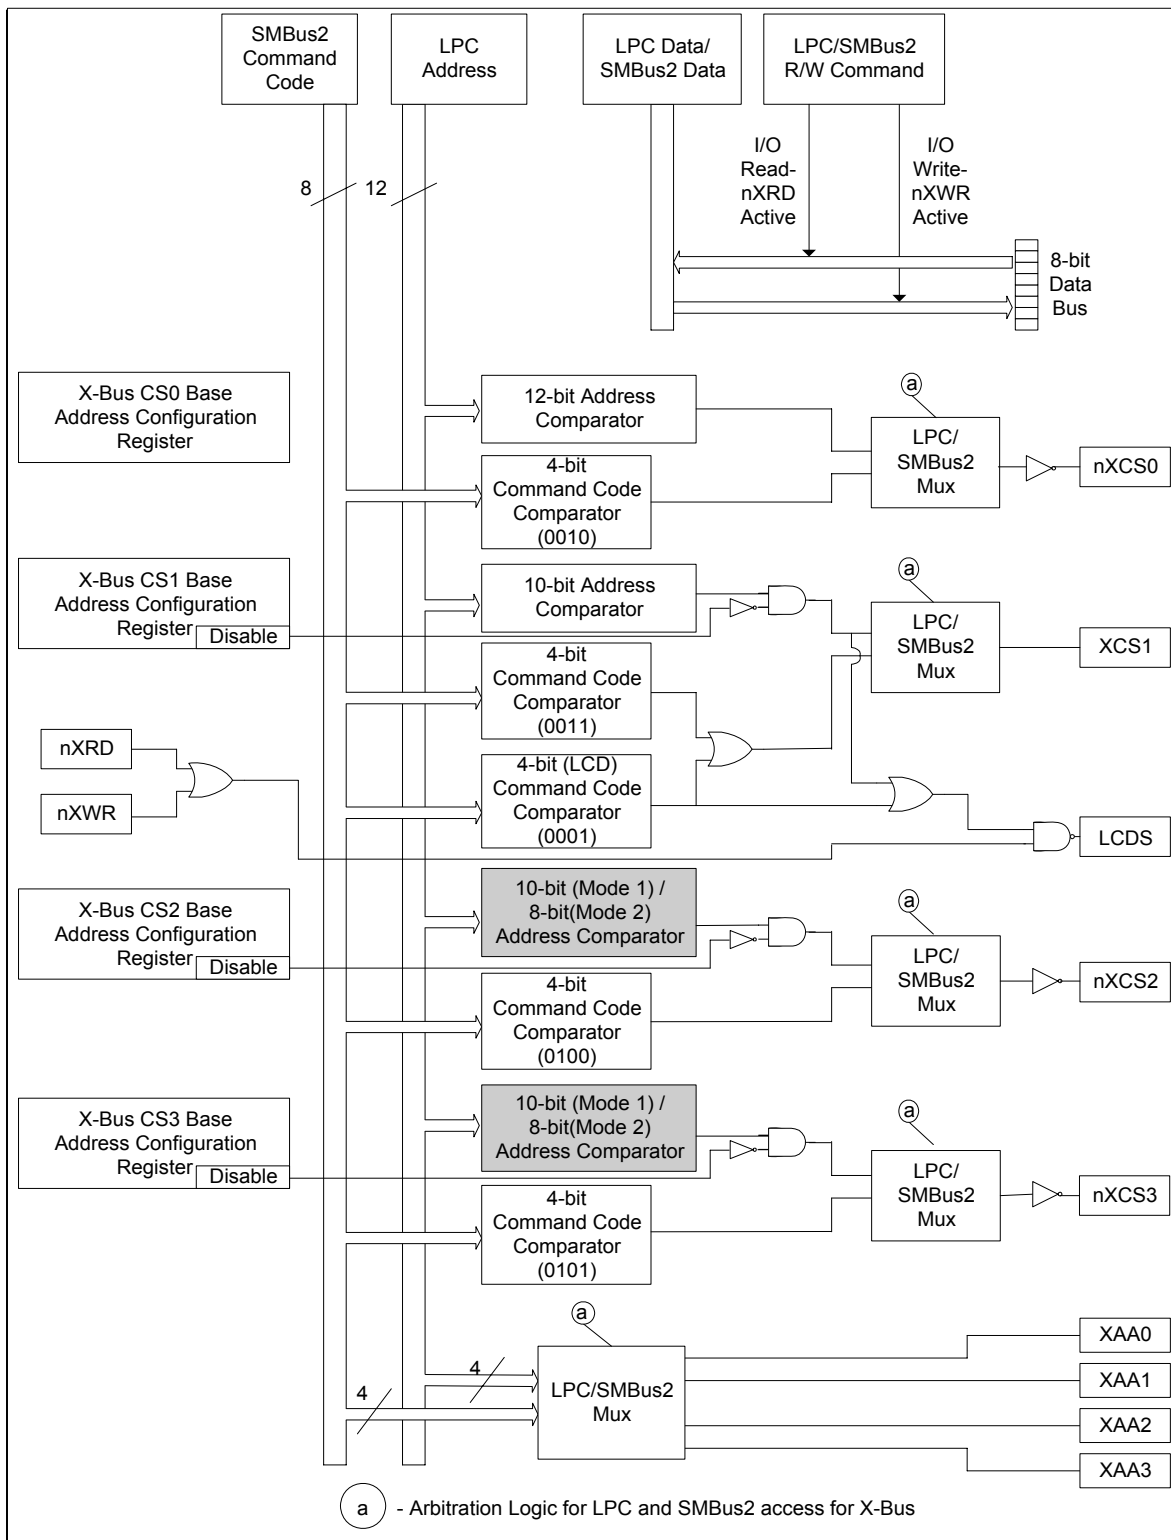 SMBus2
Command
Code
LPC
Address
LPC Data/
SMBus2 Data
LPC/SMBus2
R/W Command
8
12
I/O
Read-
nXRD
Active
I/O
Write-
nXWR
Active
8-bit
Data
Bus
X-Bus CS0 Base
Address Configuration
Register
12-bit Address
Comparator
a
LPC/
SMBus2
Mux
nXCS0
4-bit
Command Code
Comparator
(0010)
X-Bus CS1 Base
Address Configuration
Register
Disable
10-bit Address
Comparator
a
LPC/
SMBus2
Mux
XCS1
4-bit
Command Code
Comparator
(0011)
nXRD
nXWR
4-bit (LCD)
Command Code
Comparator
(0001)
LCDS
X-Bus CS2 Base
Address Configuration
Register
Disable
10-bit (Mode 1) /
8-bit(Mode 2)
Address Comparator
a
LPC/
SMBus2
Mux
nXCS2
4-bit
Command Code
Comparator
(0100)
X-Bus CS3 Base
Address Configuration
Register
Disable
10-bit (Mode 1) /
8-bit(Mode 2)
Address Comparator
a
LPC/
SMBus2
Mux
nXCS3
4-bit
Command Code
Comparator
(0101)
a
4
4
LPC/SMBus2
Mux
XAA0
XAA1
XAA2
XAA3
a - Arbitration Logic for LPC and SMBus2 access for X-Bus